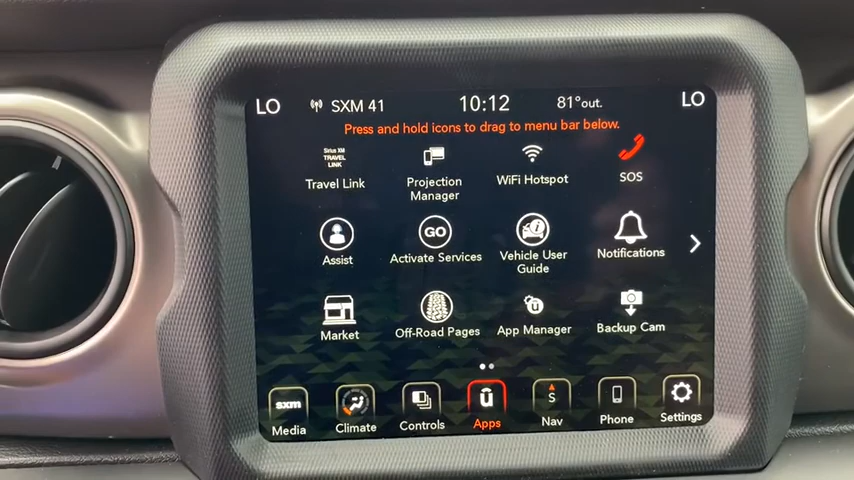 LO SXM 41 10:12 81°out. LO
Press and hold icons to drag to menu bar below.
Sirius XM
TRAVEL
LINK
Travel Link
Projection
Manager
WiFi Hotspot
SOS
Assist
GO
Activate Services
Vehicle User
Guide
Notifications
Market
Off-Road Pages
App Manager
Backup Cam
sxm
Media
Climate
Controls
ū
Apps
S
Nav
Phone
Settings